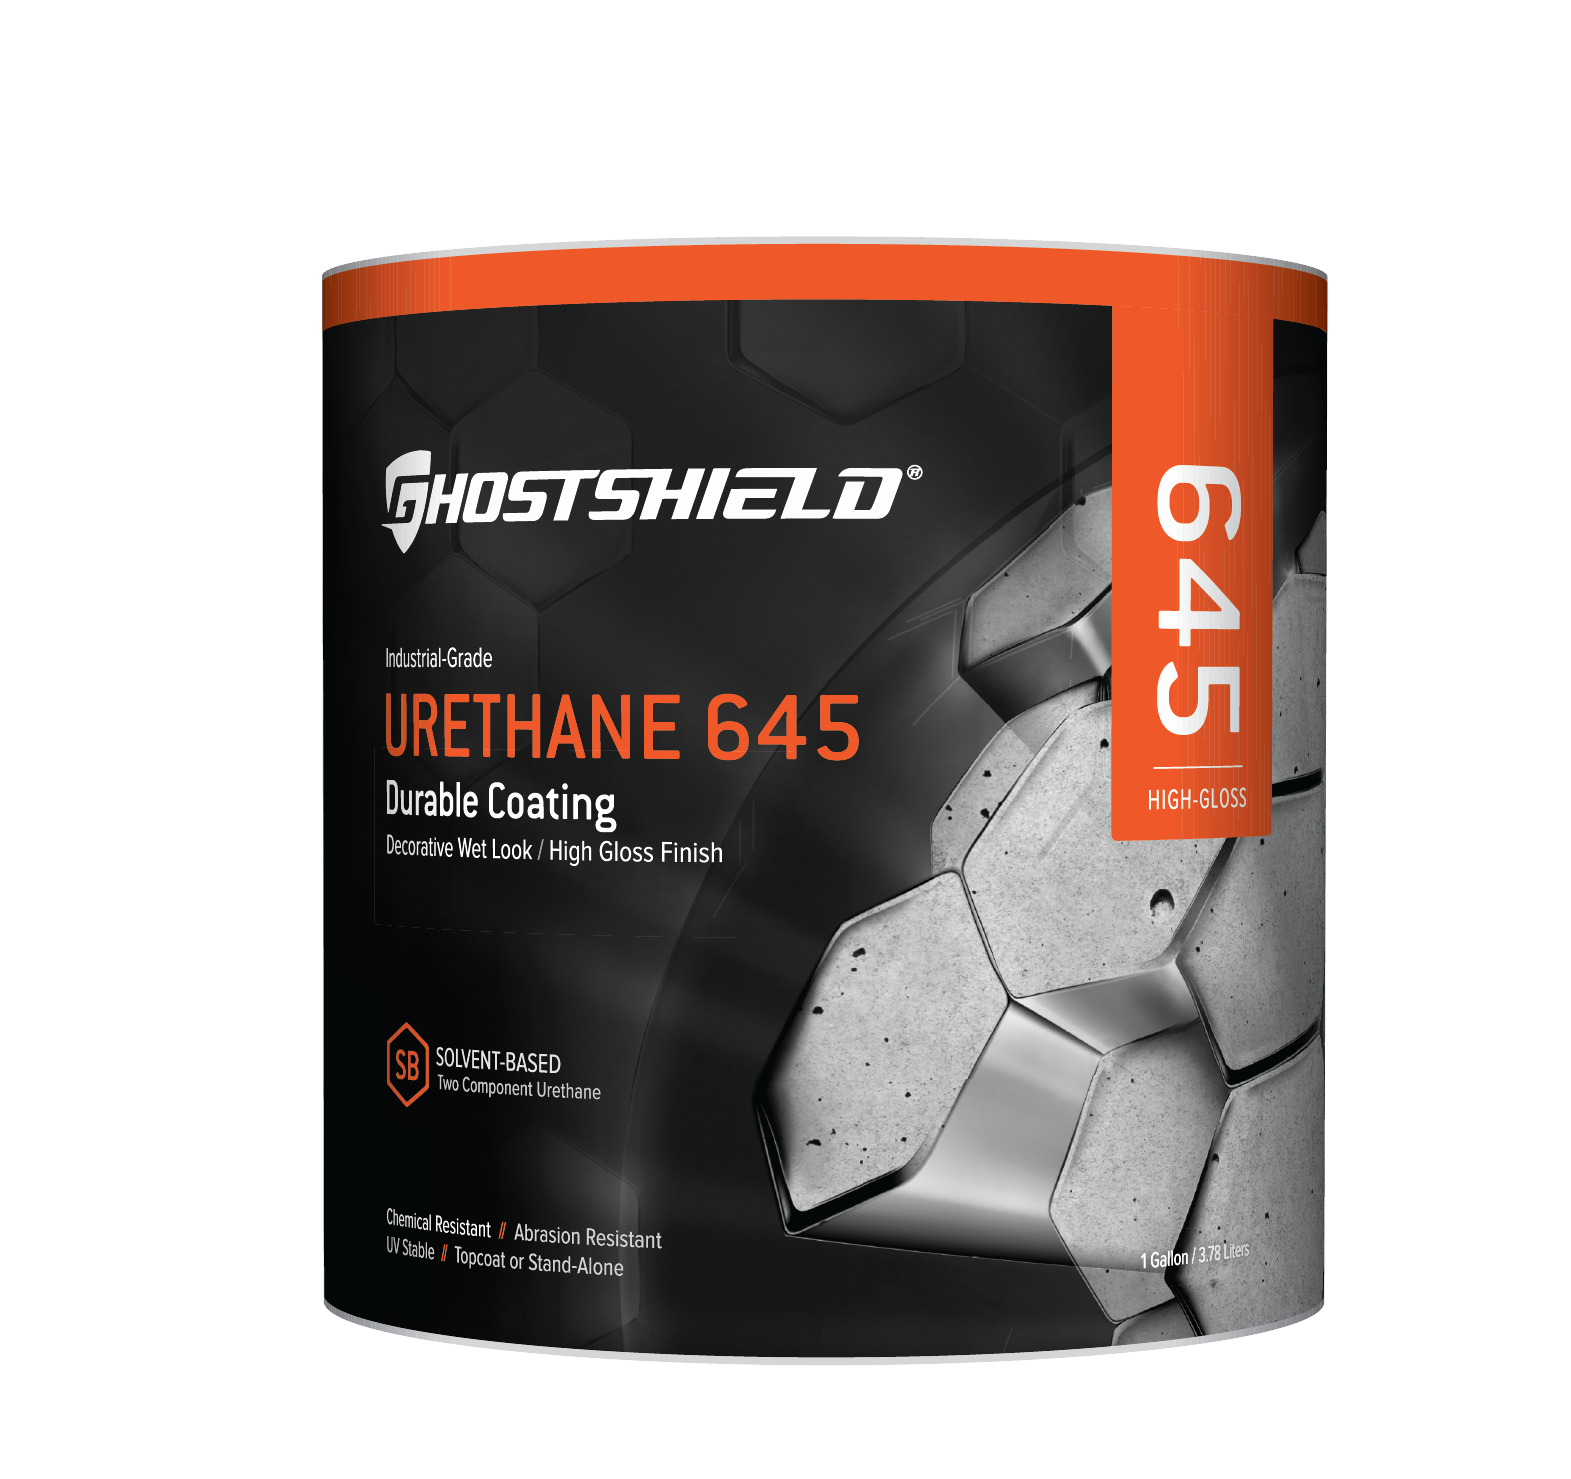 GHOSTSHIELD®
Industrial-Grade
URETHANE 645
Durable Coating
Decorative Wet Look / High Gloss Finish
SB
SOLVENT-BASED
Two Component Urethane
Chemical Resistant // Abrasion Resistant
UV Stable // Topcoat or Stand-Alone
645
HIGH-GLOSS
1 Gallon / 3.78 Liters